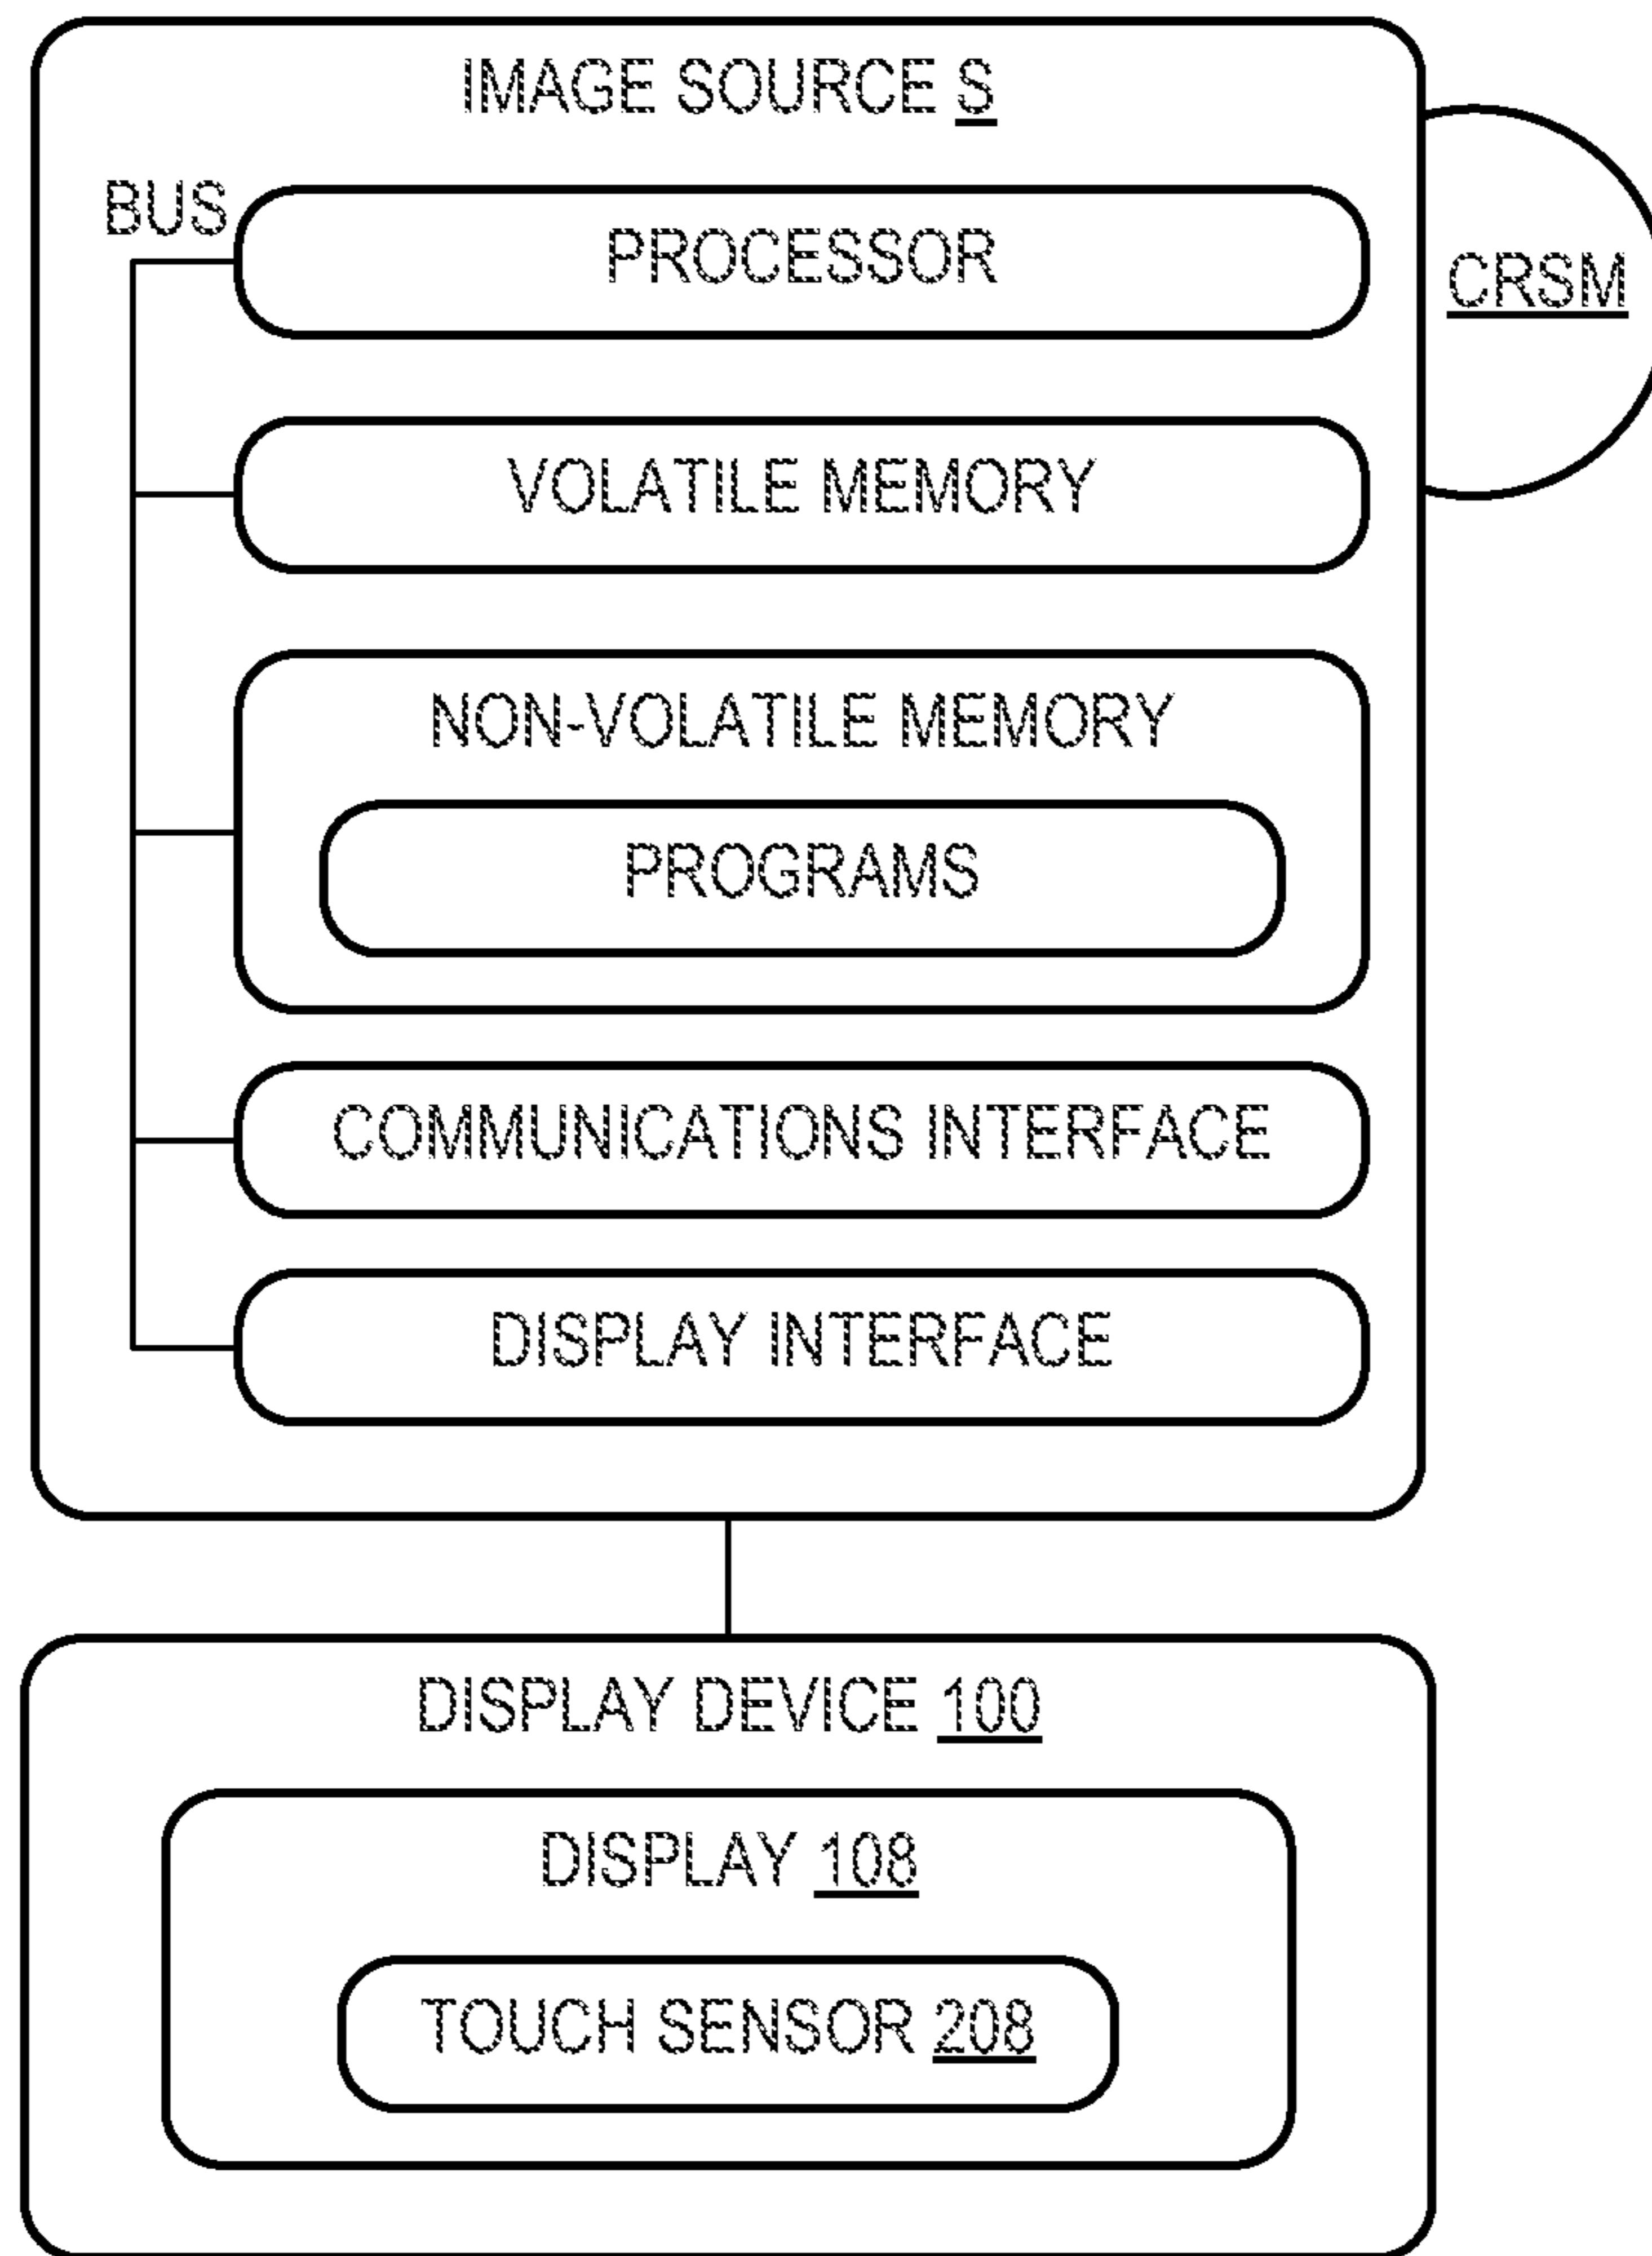 IMAGE SOURCE S
BUS
PROCESSOR
CRSM
VOLATILE MEMORY
NON-VOLATILE MEMORY
PROGRAMS
COMMUNICATIONS INTERFACE
DISPLAY INTERFACE
DISPLAY DEVICE 100
DISPLAY 108
TOUCH SENSOR 208